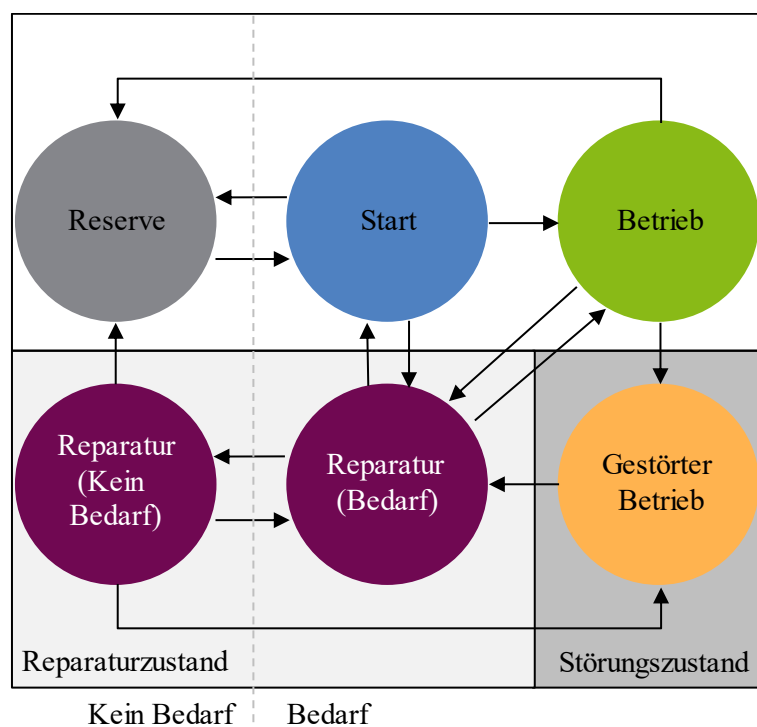 Reserve
Start
Betrieb
Reparatur
(Kein
Bedarf)
Reparatur
(Bedarf)
Gestörter
Betrieb
Reparaturzustand
Störungszustand
Kein Bedarf
Bedarf